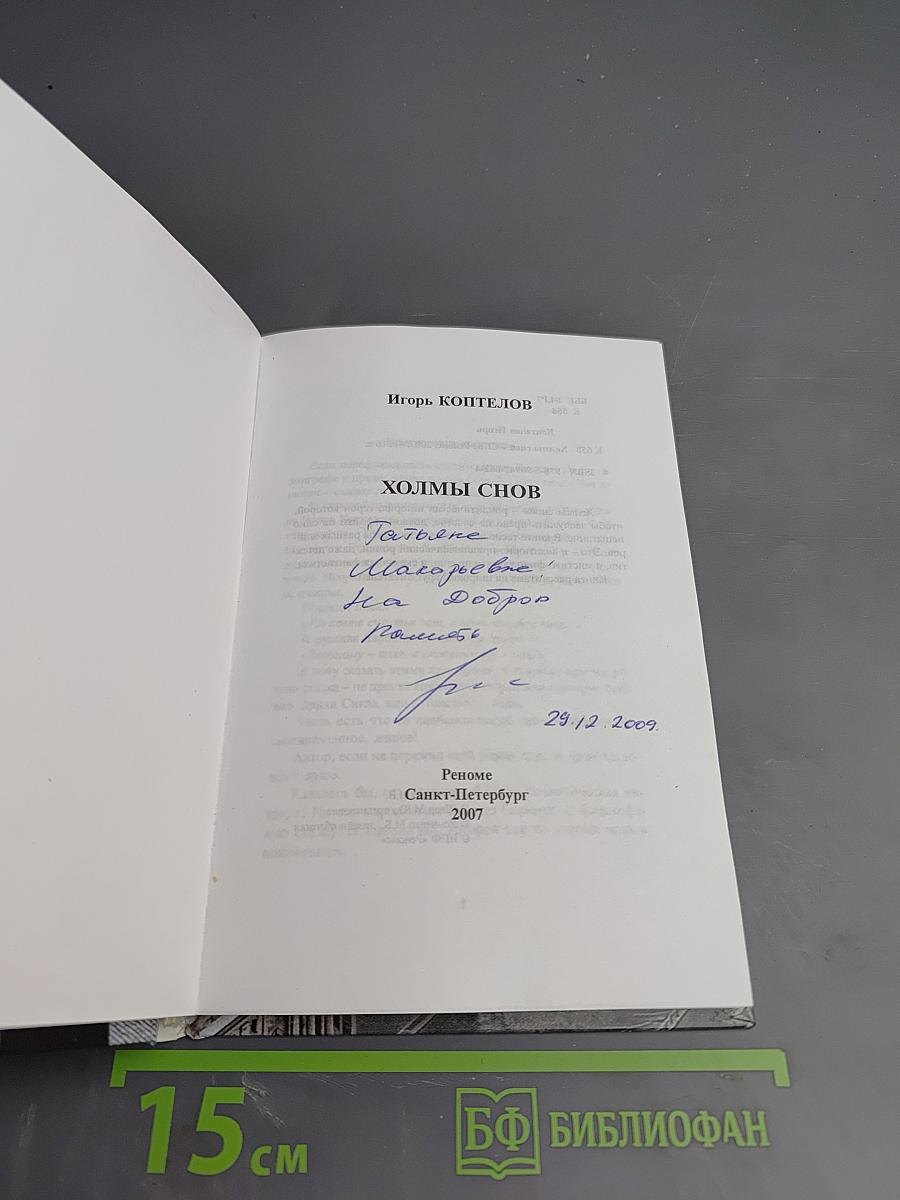 Игорь КОПТЕЛОВ
ХОЛМЫ СНОВ
Татьяне
Макарьевне!
На Добрую
память
29.12.2009.
Реноме
Санкт-Петербург
2007
15 см
БФ БИБЛИОФАН